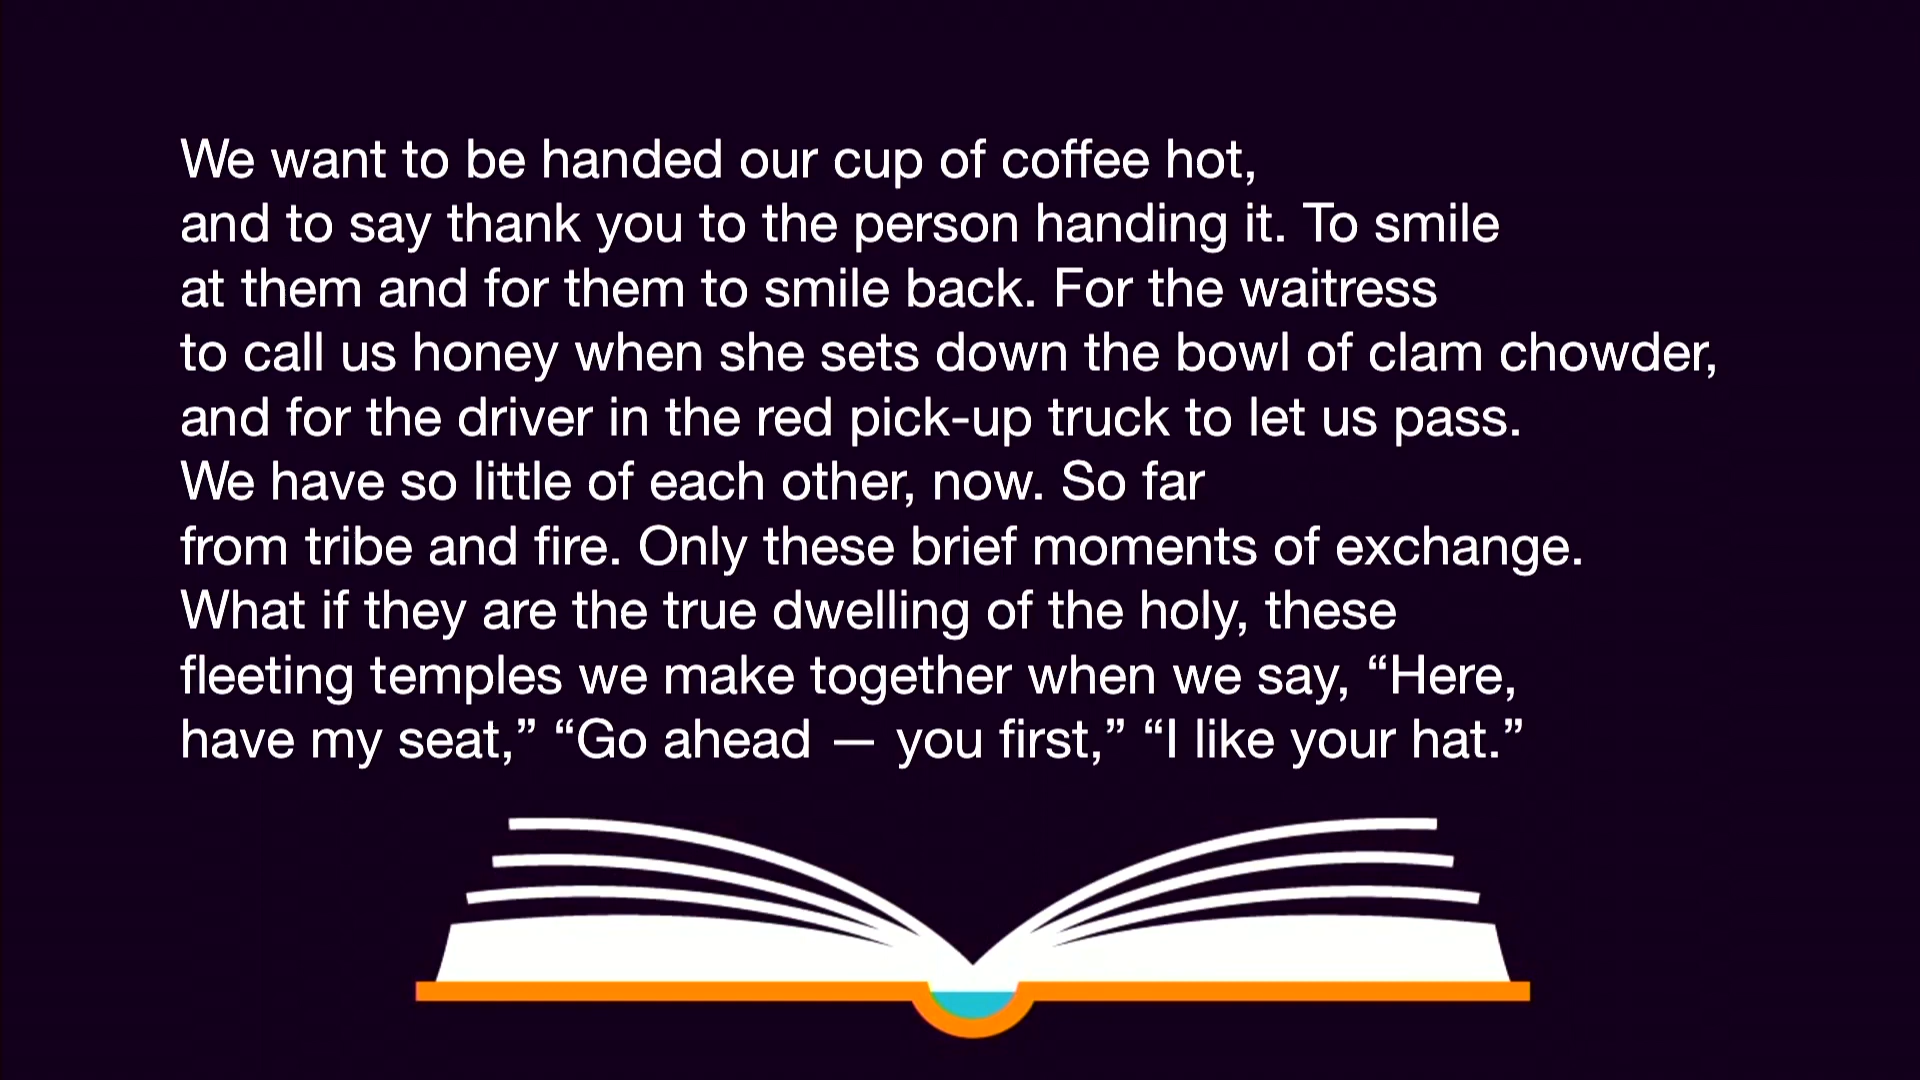 We want to be handed our cup of coffee hot,
and to say thank you to the person handing it. To smile
at them and for them to smile back. For the waitress
to call us honey when she sets down the bowl of clam chowder,
and for the driver in the red pick-up truck to let us pass.
We have so little of each other, now. So far
from tribe and fire. Only these brief moments of exchange.
What if they are the true dwelling of the holy, these
fleeting temples we make together when we say, “Here,
have my seat,” “Go ahead — you first,” “I like your hat.”